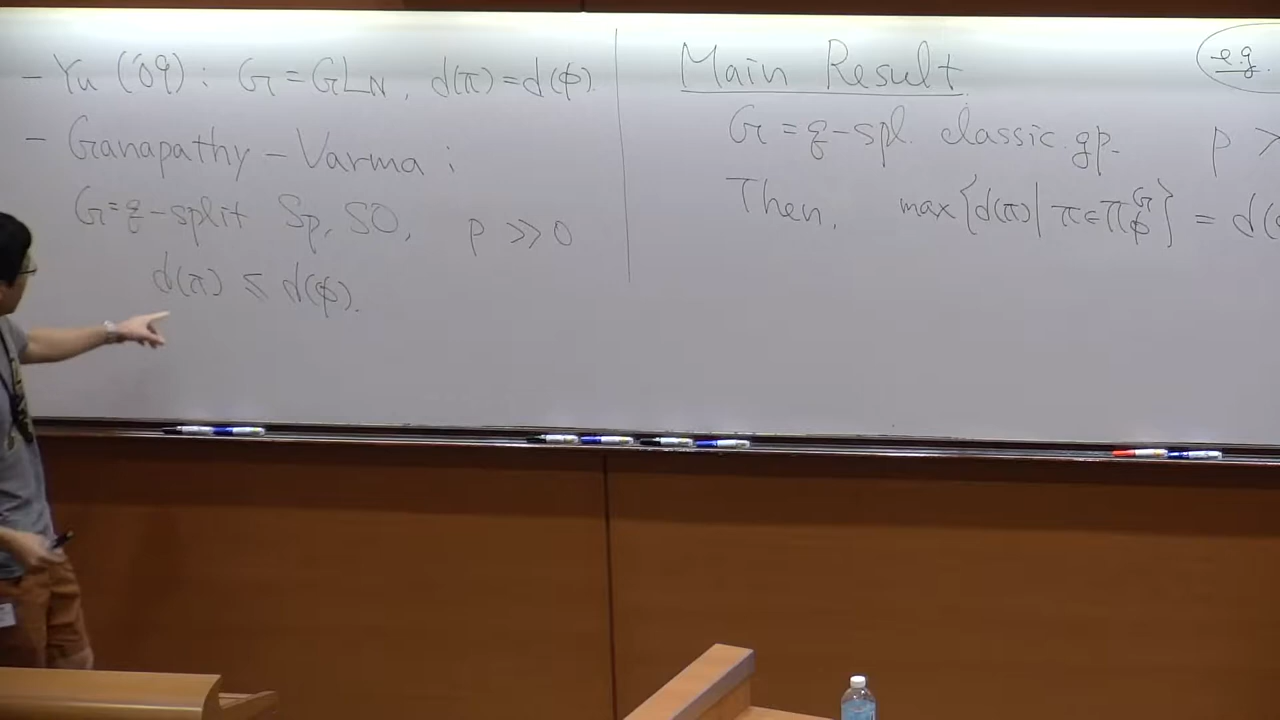 - Yu ('09) : G = GL_N, d(π) = d(φ).
- Ganapathy - Varma :
G = q-split Sp, SO, p >> 0
d(π) ≤ d(φ).
Main Result
G = q-spl. classic. gp. p >
Then, max{d(π) | π ∈ Π_φ^G} = d(
e.g.